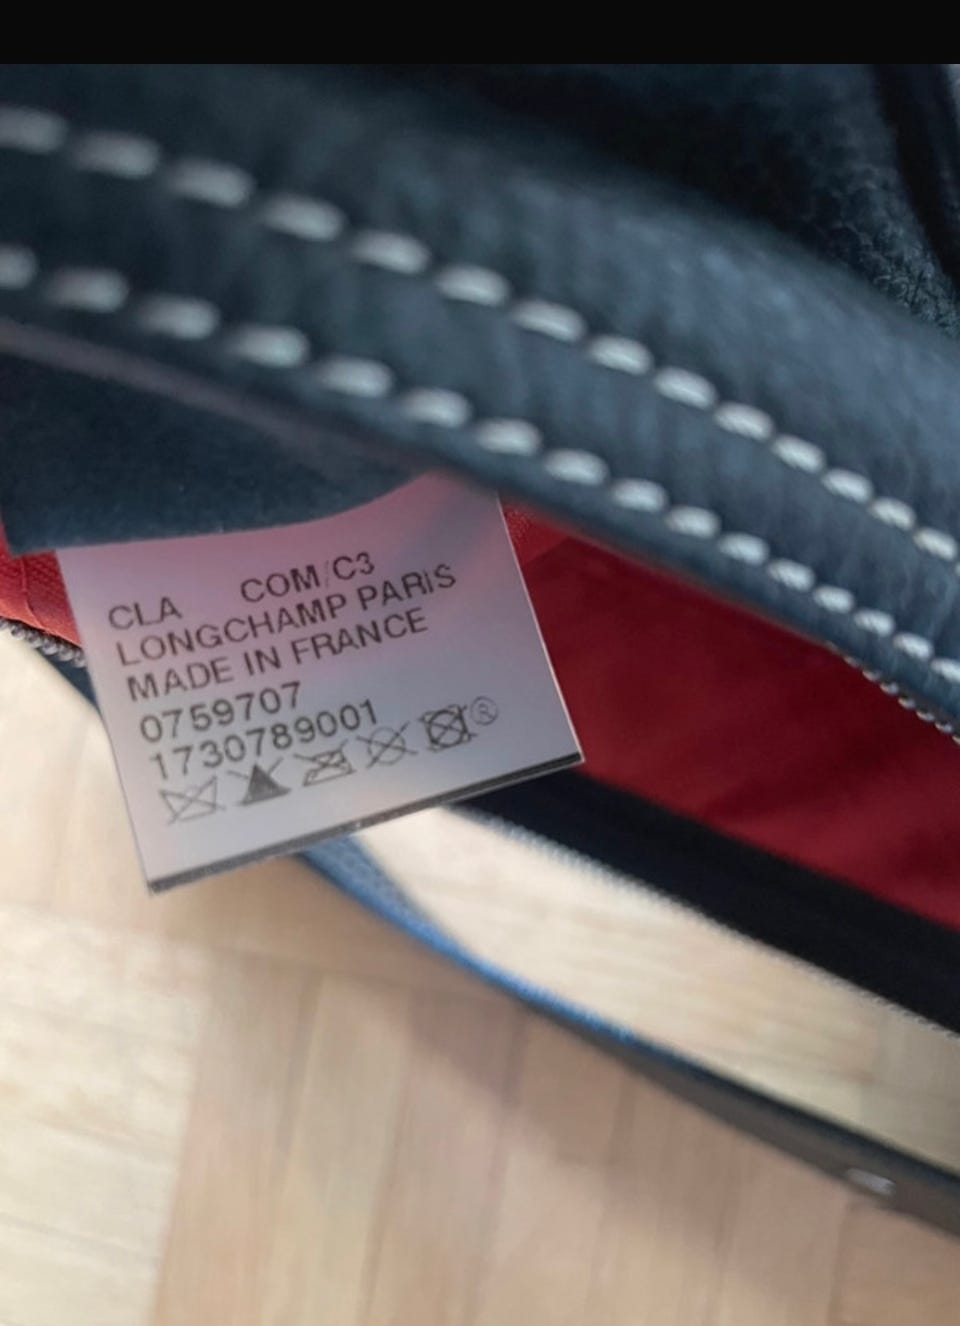 CLA COM/C3
LONGCHAMP PARIS
MADE IN FRANCE
0759707
1730789001
®